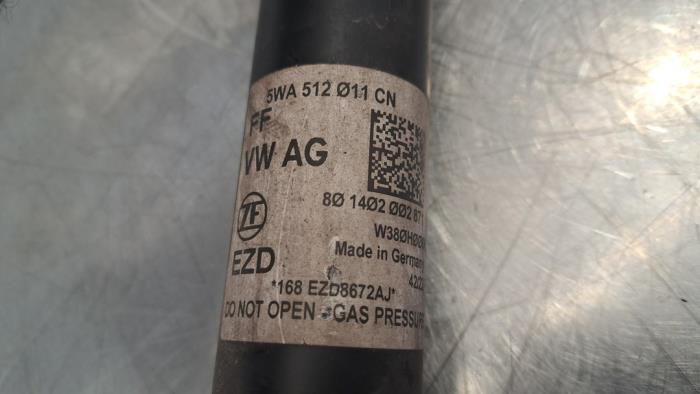 5WA 512 Ø11 CN
FF
VW AG
8Ø 14Ø2 ØØ2 871
ZF
Made in Germany
EZD
*168 EZD8672AJ*
DO NOT OPEN - GAS PRESSURE